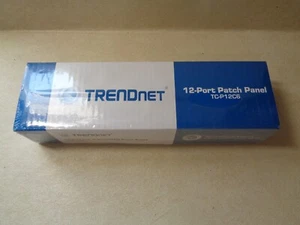 TRENDnet
12-Port Patch Panel
TC-P12C6